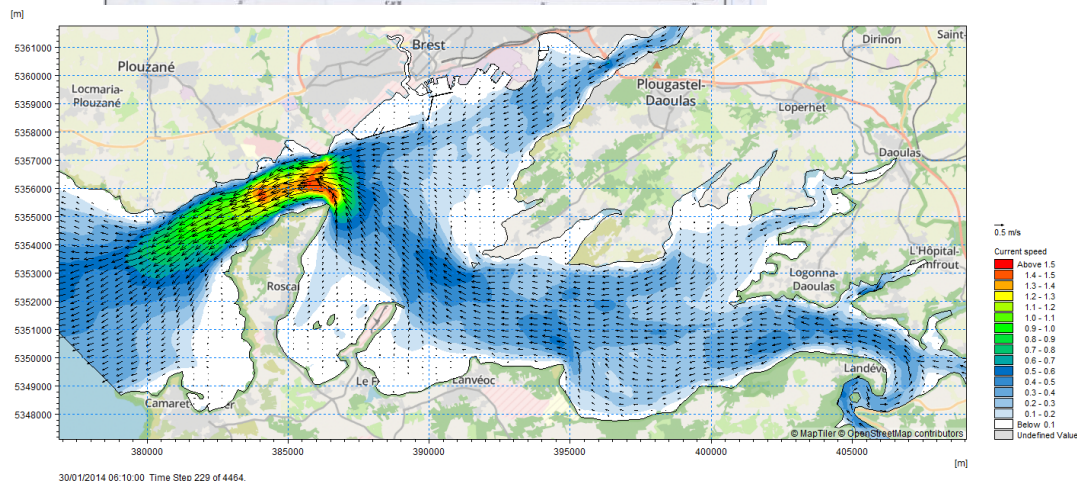 [m]
5361000
5360000
5359000
5358000
5357000
5356000
5355000
5354000
5353000
5352000
5351000
5350000
5349000
5348000
Brest
Plouzané
Locmaria-
Plouzané
Dirinon
Saint-
Plougastel-
Daoulas
Loperhet
Daoulas
L'Hôpital-
Logonna-
Daoulas
Roscan
Le F
Lanvéoc
Landév
Camaret-
© MapTiler © OpenStreetMap contributors
380000 385000 390000 395000 400000 405000
[m]
30/01/2014 06:10:00 Time Step 229 of 4464.
0.5 m/s
Current speed
Above 1.5
1.4 - 1.5
1.3 - 1.4
1.2 - 1.3
1.1 - 1.2
1.0 - 1.1
0.9 - 1.0
0.8 - 0.9
0.7 - 0.8
0.6 - 0.7
0.5 - 0.6
0.4 - 0.5
0.3 - 0.4
0.2 - 0.3
0.1 - 0.2
Below 0.1
Undefined Value